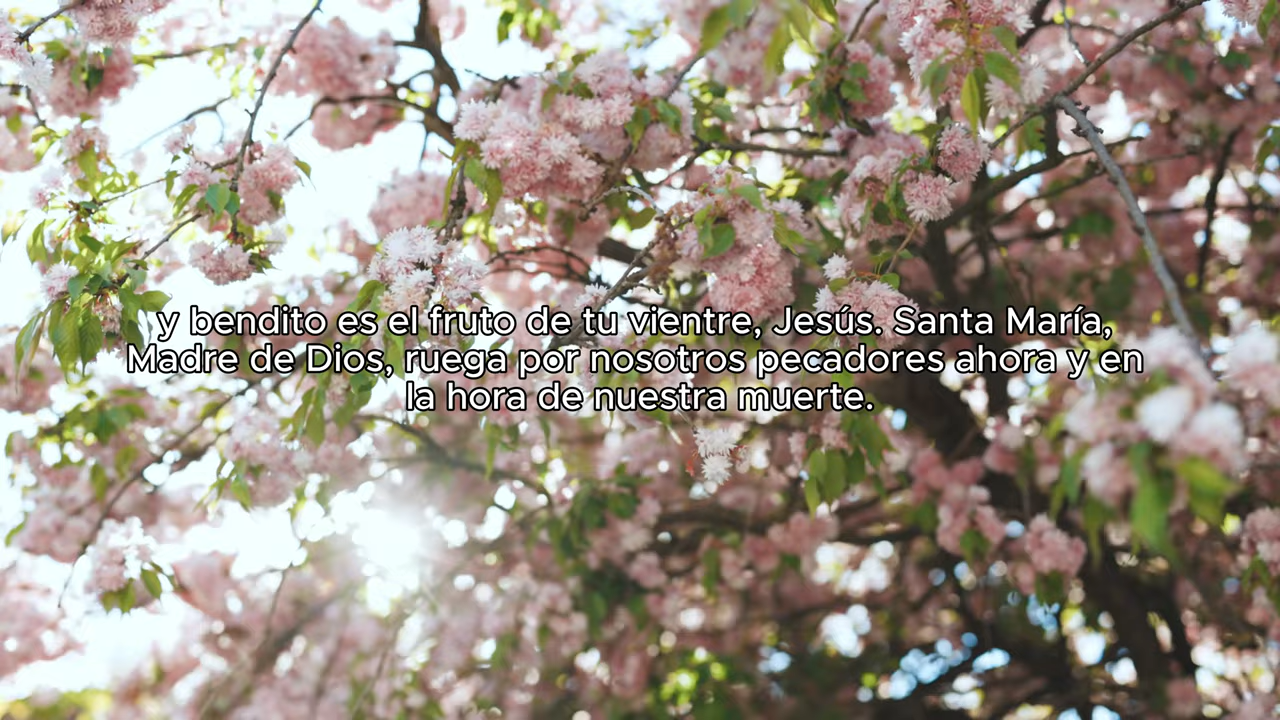 y bendito es el fruto de tu vientre, Jesús. Santa María,
Madre de Dios, ruega por nosotros pecadores ahora y en
la hora de nuestra muerte.